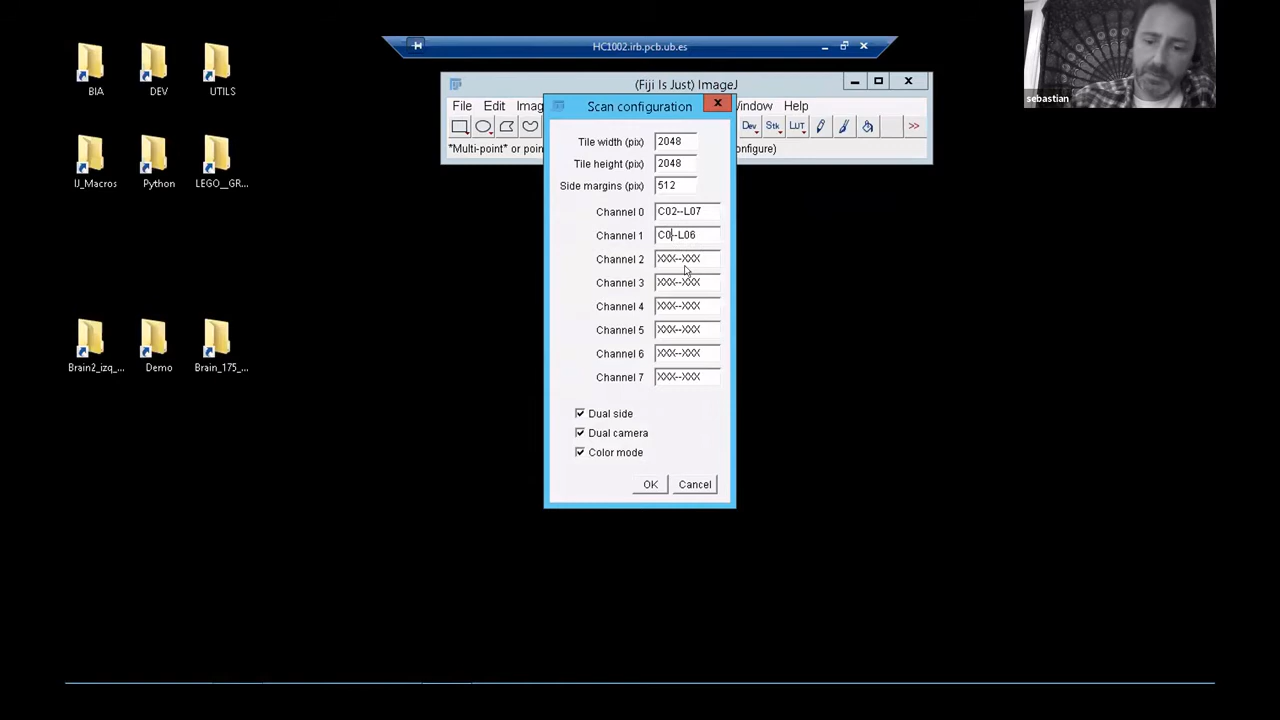 HC1002.irb.pcb.ub.es
sebastian
BIA
DEV
UTILS
(Fiji Is Just) ImageJ
File Edit Imag
indow Help
Scan configuration
Dev Stk LUT >>
*Multi-point* or poin
configure)
IJ_Macros
Python
LEGO__GR...
Tile width (pix) 2048
Tile height (pix) 2048
Side margins (pix) 512
Channel 0 C02--L07
Channel 1 C0--L06
Channel 2 XXX--XXX
Channel 3 XXX--XXX
Channel 4 XXX--XXX
Channel 5 XXX--XXX
Channel 6 XXX--XXX
Channel 7 XXX--XXX
Brain2_izq_...
Demo
Brain_175_...
Dual side
Dual camera
Color mode
OK Cancel